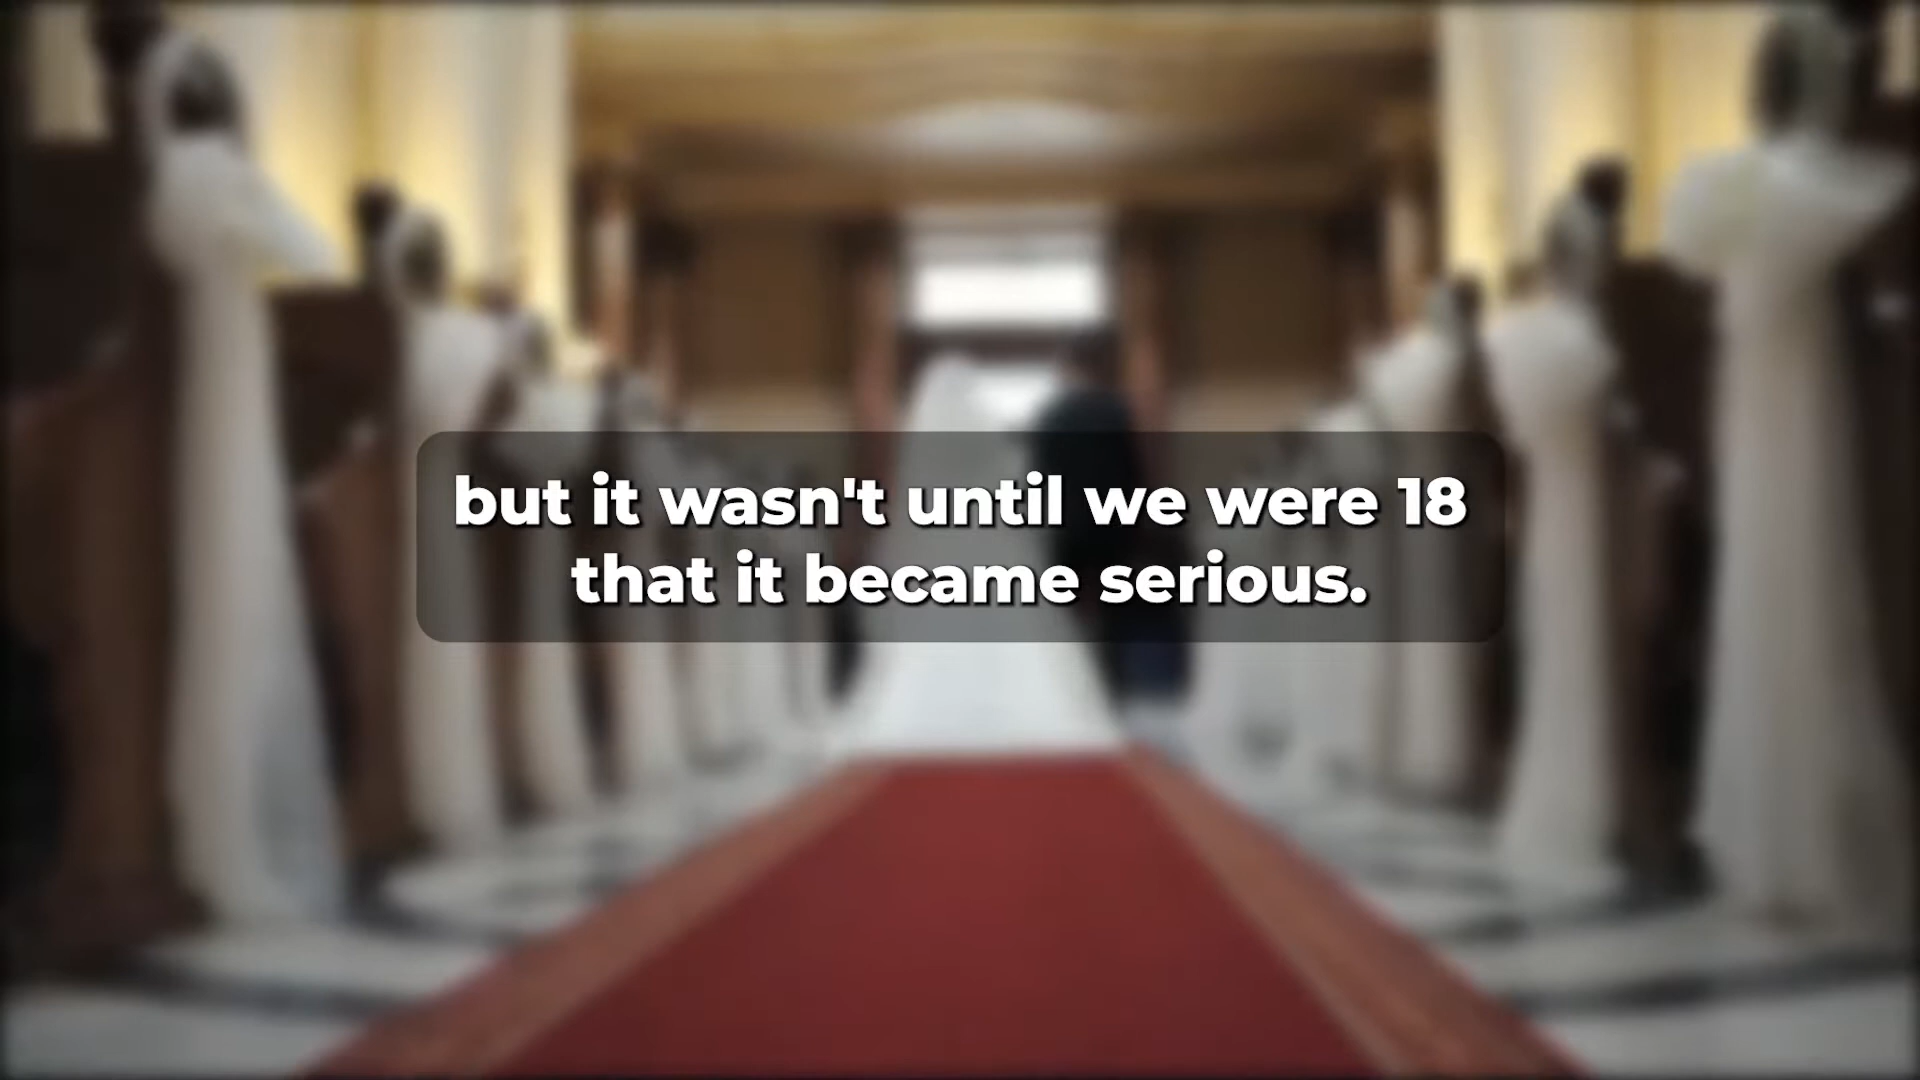 but it wasn't until we were 18
that it became serious.